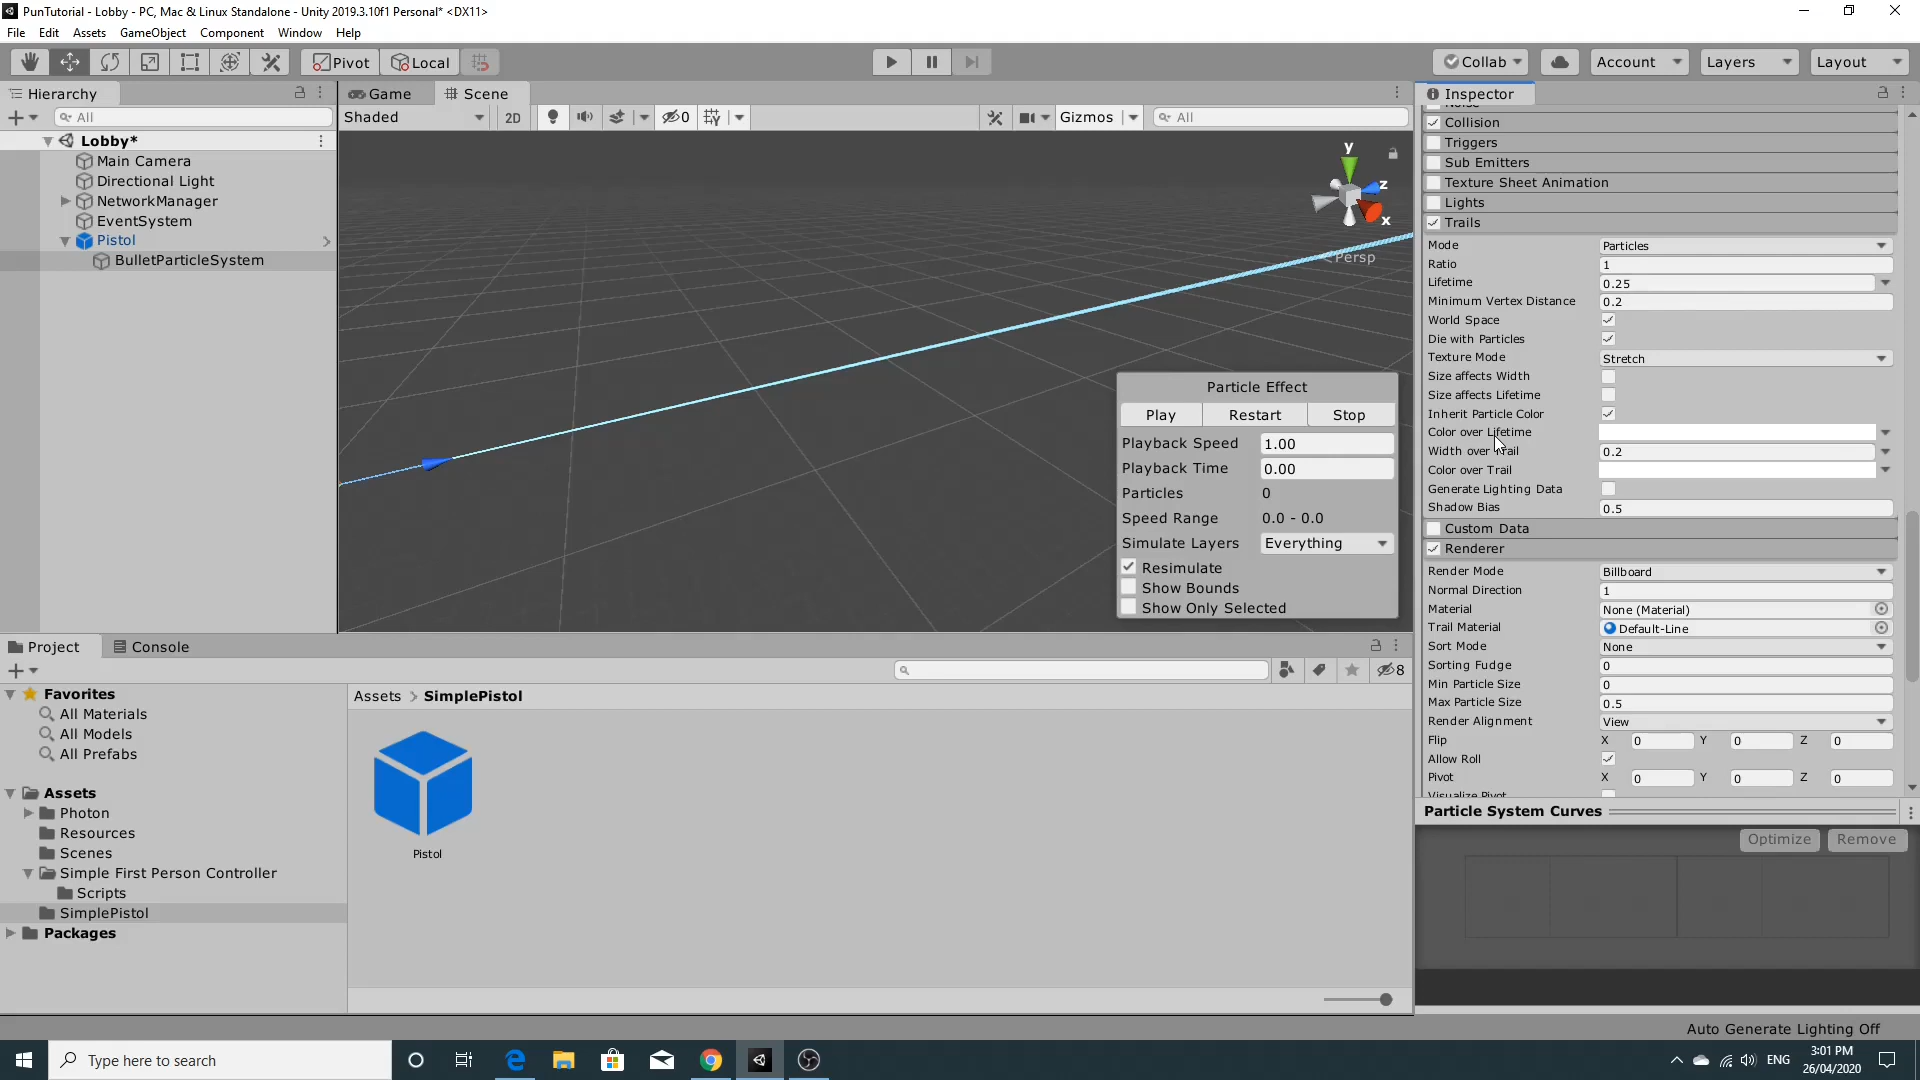 PunTutorial - Lobby - PC, Mac & Linux Standalone - Unity 2019.3.10f1 Personal* <DX11>
File Edit Assets GameObject Component Window Help
Pivot Local Collab Account Layers Layout
Hierarchy
All
Lobby*
Main Camera
Directional Light
NetworkManager
EventSystem
Pistol
BulletParticleSystem
Game Scene
Shaded 2D 0 Gizmos All
y
z
x
Persp
Particle Effect
Play Restart Stop
Playback Speed 1.00
Playback Time 0.00
Particles 0
Speed Range 0.0 - 0.0
Simulate Layers Everything
Resimulate
Show Bounds
Show Only Selected
Inspector
Noise
Collision
Triggers
Sub Emitters
Texture Sheet Animation
Lights
Trails
Mode Particles
Ratio 1
Lifetime 0.25
Minimum Vertex Distance 0.2
World Space
Die with Particles
Texture Mode Stretch
Size affects Width
Size affects Lifetime
Inherit Particle Color
Color over Lifetime
Width over Trail 0.2
Color over Trail
Generate Lighting Data
Shadow Bias 0.5
Custom Data
Renderer
Render Mode Billboard
Normal Direction 1
Material None (Material)
Trail Material Default-Line
Sort Mode None
Sorting Fudge 0
Min Particle Size 0
Max Particle Size 0.5
Render Alignment View
Flip X 0 Y 0 Z 0
Allow Roll
Pivot X 0 Y 0 Z 0
Visualize Pivot
Particle System Curves
Optimize Remove
Project Console
8
Favorites
All Materials
All Models
All Prefabs
Assets
Photon
Resources
Scenes
Simple First Person Controller
Scripts
SimplePistol
Packages
Assets > SimplePistol
Pistol
Auto Generate Lighting Off
Type here to search
ENG
3:01 PM
26/04/2020